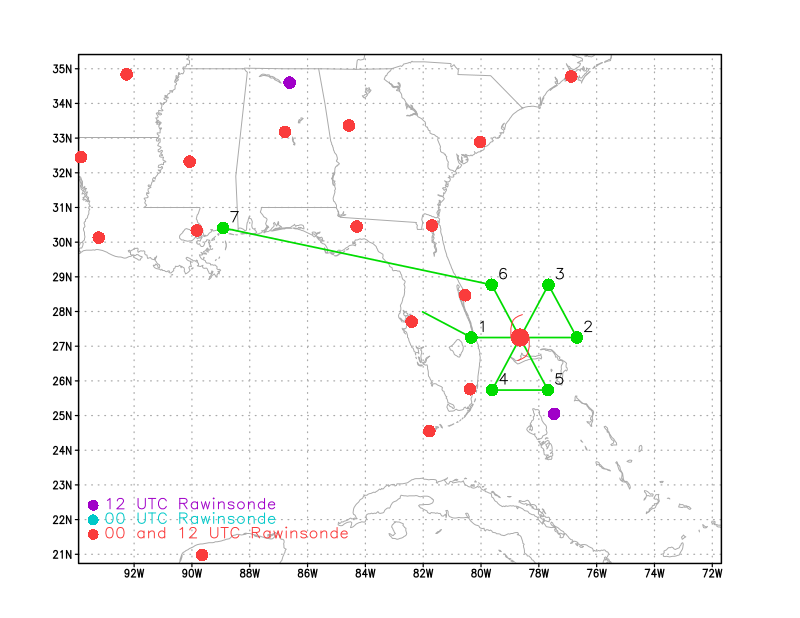 35N
34N
33N
32N
31N
7
30N
29N
6 3
28N
1 2
27N
26N
4 5
25N
24N
23N
12 UTC Rawinsonde
22N
00 UTC Rawinsonde
00 and 12 UTC Rawinsonde
21N
92W 90W 88W 86W 84W 82W 80W 78W 76W 74W 72W